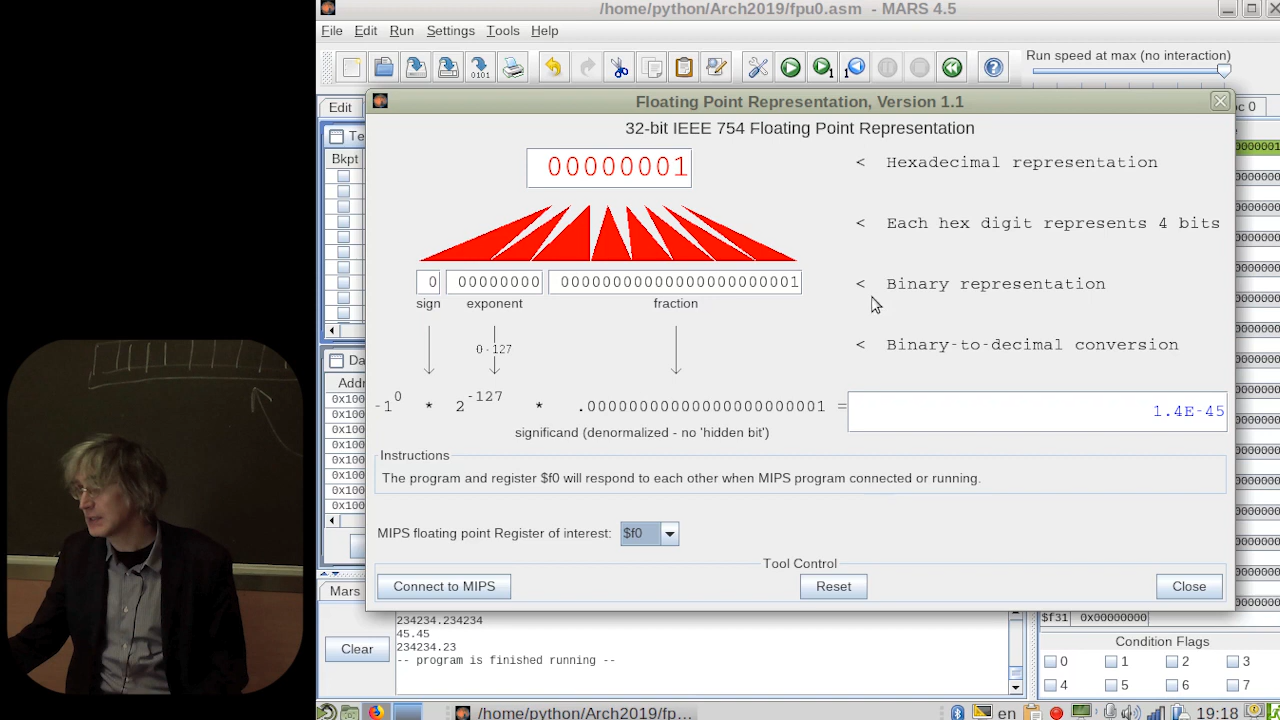 /home/python/Arch2019/fpu0.asm - MARS 4.5
File Edit Run Settings Tools Help
Run speed at max (no interaction)
Edit
Floating Point Representation, Version 1.1
32-bit IEEE 754 Floating Point Representation
Bkpt
00000001
< Hexadecimal representation
< Each hex digit represents 4 bits
0 00000000 00000000000000000000001
< Binary representation
sign exponent fraction
0-127
< Binary-to-decimal conversion
-1 0 * 2 -127 * .00000000000000000000001 = 1.4E-45
significand (denormalized - no 'hidden bit')
Instructions
The program and register $f0 will respond to each other when MIPS program connected or running.
MIPS floating point Register of interest: $f0
Tool Control
Connect to MIPS Reset Close
Mars
234234.234234
45.45
234234.23
-- program is finished running --
Clear
$f31 0x00000000
Condition Flags
0 1 2 3
4 5 6 7
/home/python/Arch2019/fp...
en
19:18